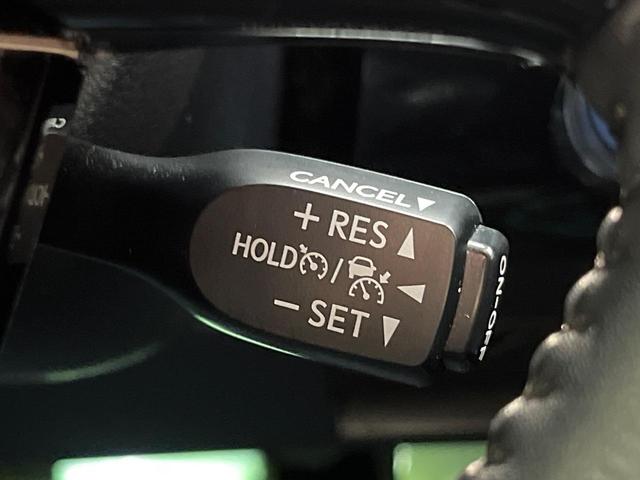 CANCEL▼
+ RES ▲
HOLD / ◀
− SET ▼
ON-OFF